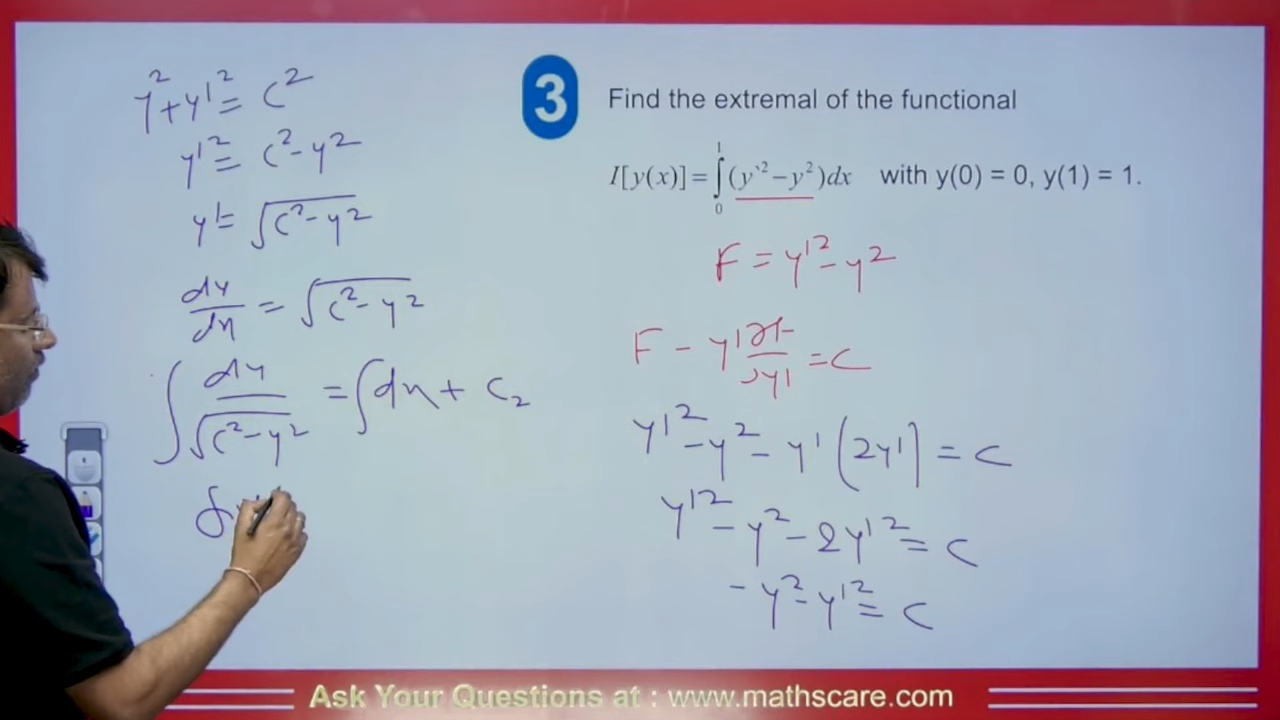 y² + y'² = c²
y'² = c² - y²
y' = √(c² - y²)
dy/dx = √(c² - y²)
∫ dy/√(c² - y²) = ∫ dx + c₂
3
Find the extremal of the functional
I[y(x)] = ∫₀¹ (y'² - y²)dx with y(0) = 0, y(1) = 1.
F = y'² - y²
F - y' ∂F/∂y' = C
y'² - y² - y' (2y') = C
y'² - y² - 2y'² = C
- y² - y'² = C
Ask Your Questions at : www.mathscare.com